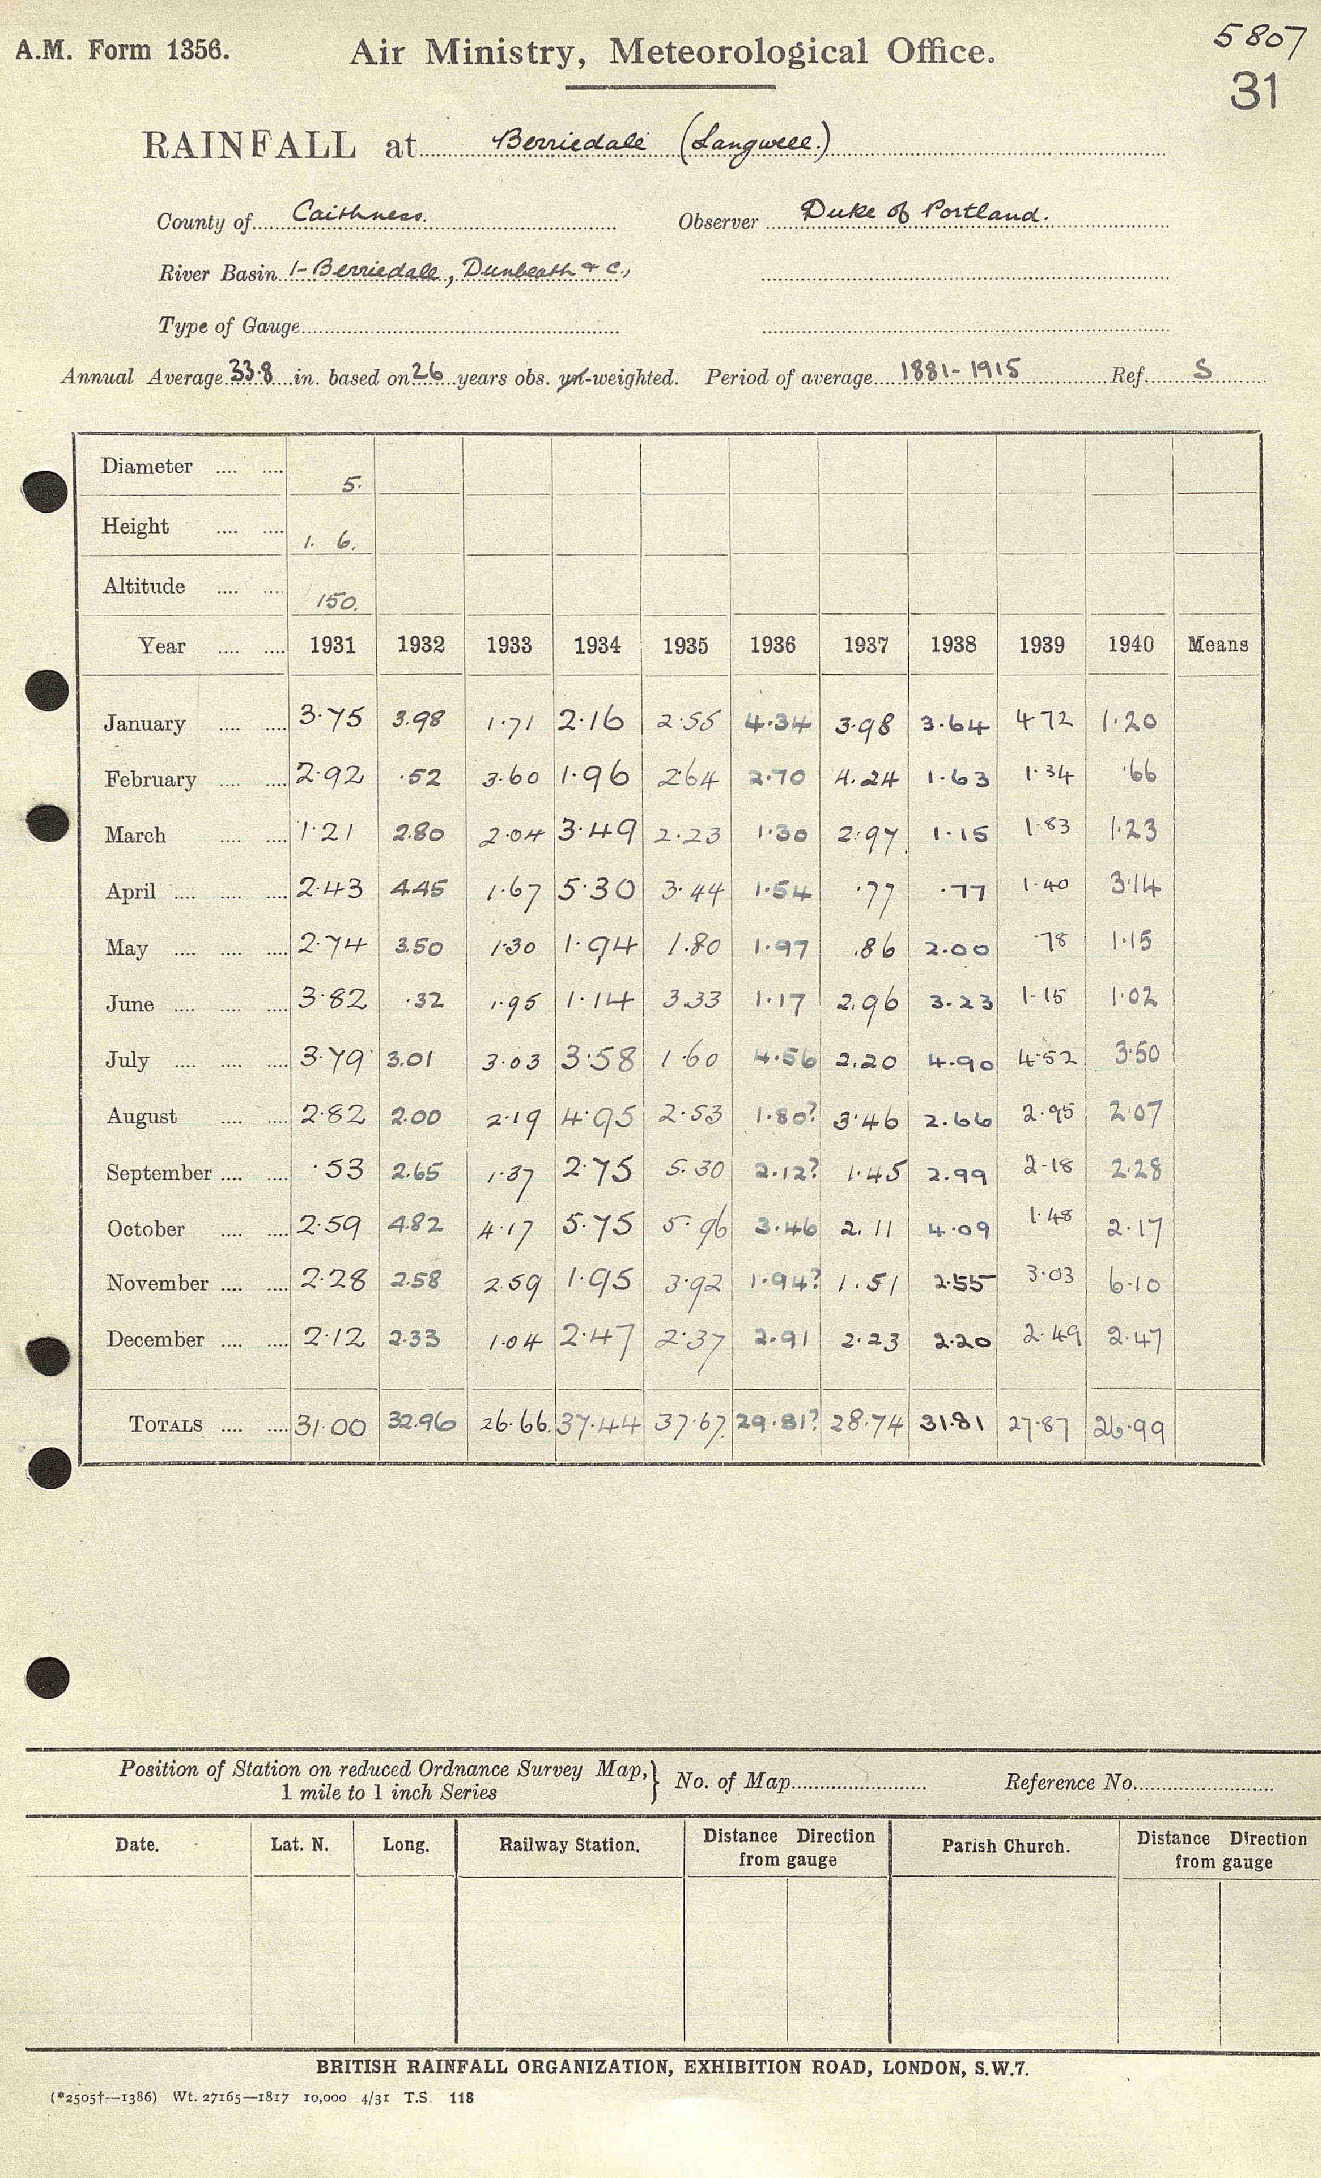 5807
A.M. Form 1356. Air Ministry, Meteorological Office.
31
RAINFALL at Berriedale (Langwell.)
County of Caithness. Observer Duke of Portland.
River Basin 1-Berriedale, Dunbeath & c.,
Type of Gauge
Annual Average 33.8 in. based on 26 years obs. un-weighted. Period of average 1881-1915 Ref. S
Diameter .... .... 5.
Height .... .... 1. 6.
Altitude .... .... 150.
Year .... .... 1931 1932 1933 1934 1935 1936 1937 1938 1939 1940 Means
January .... .... 3.75 3.98 1.71 2.16 2.55 4.34 3.98 3.64 4.72 1.20
February .... .... 2.92 .52 3.60 1.96 2.64 2.70 4.24 1.63 1.34 .66
March .... .... 1.21 2.80 2.04 3.49 2.23 1.30 2.97 1.15 1.83 1.23
April .... .... .... 2.43 4.45 1.67 5.30 3.44 1.54 .77 .77 1.40 3.14
May .... .... .... 2.74 3.50 1.30 1.94 1.80 1.97 .86 2.00 .78 1.15
June .... .... .... 3.82 .32 1.95 1.14 3.33 1.17 2.96 3.23 1.15 1.02
July .... .... .... 3.79 3.01 3.03 3.58 1.60 4.56 2.20 4.90 4.52 3.50
August .... .... 2.82 2.00 2.19 4.95 2.53 1.80? 3.46 2.66 2.95 2.07
September .... .... .53 2.65 1.37 2.75 5.30 2.12? 1.45 2.99 2.18 2.28
October .... .... 2.59 4.82 4.17 5.75 5.96 3.46 2.11 4.09 1.48 2.17
November .... .... 2.28 2.58 2.59 1.95 3.92 1.94? 1.51 2.55 3.03 6.10
December .... .... 2.12 2.33 1.04 2.47 2.37 2.91 2.23 2.20 2.49 2.47
TOTALS .... .... 31.00 32.96 26.66 37.44 37.67 29.81? 28.74 31.81 27.87 26.99
Position of Station on reduced Ordnance Survey Map,} No. of Map Reference No.
1 mile to 1 inch Series
Date. Lat. N. Long. Railway Station. Distance Direction Parish Church. Distance Direction
from gauge from gauge
BRITISH RAINFALL ORGANIZATION, EXHIBITION ROAD, LONDON, S.W.7.
(*2505†—1386) Wt. 27165—1817 10,000 4/31 T.S. 118